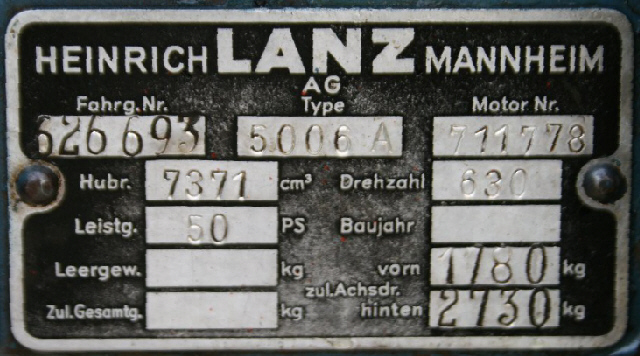 HEINRICH LANZ MANNHEIM
AG
Fahrg.Nr. Type Motor Nr.
326693 5006 A 711778
Hubr. 7371 cm³ Drehzahl 630
Leistg. 50 PS Baujahr
Leergew. kg vorn 1780 kg
zul.Achsdr.
Zul.Gesamtg. kg hinten 2730 kg